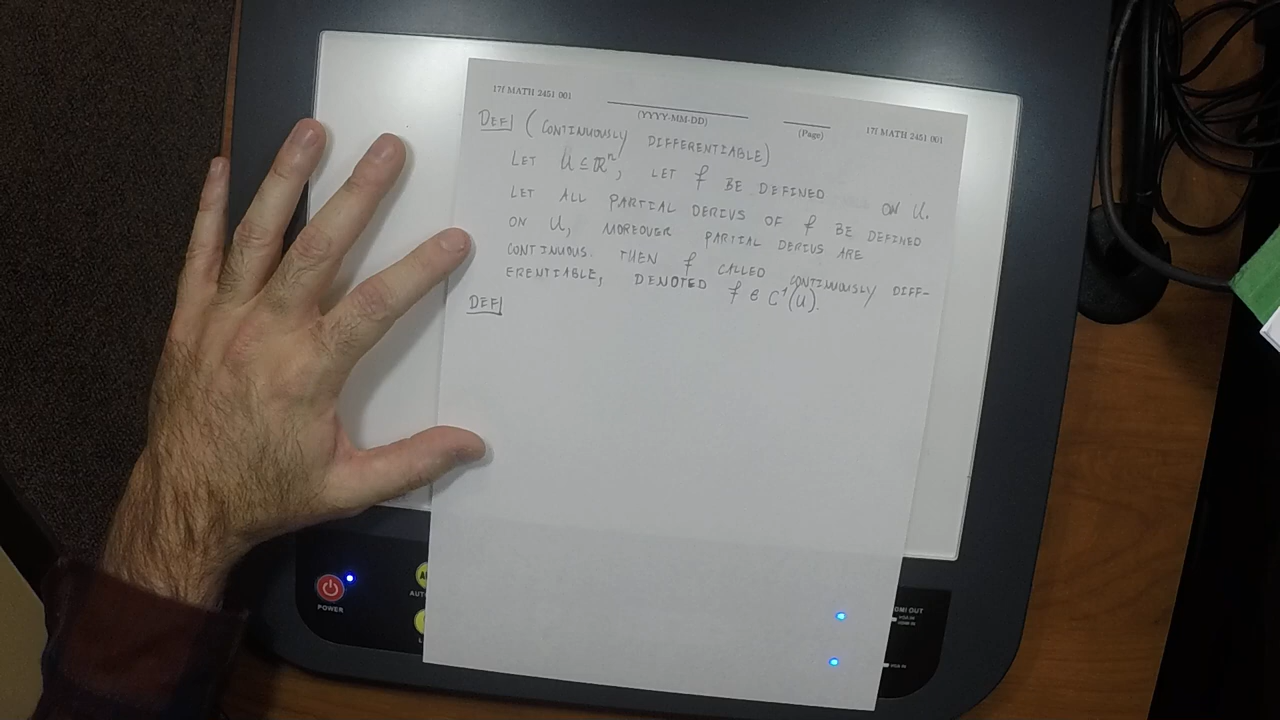 17f MATH 2451 001
(YYYY-MM-DD)
(Page)
17f MATH 2451 001
DEF (CONTINUOUSLY DIFFERENTIABLE)
LET U ⊆ ℝⁿ, LET f BE DEFINED ON U.
LET ALL PARTIAL DERIVS OF f BE DEFINED
ON U, MOREOVER PARTIAL DERIVS ARE
CONTINUOUS. THEN f CALLED CONTINUOUSLY DIFF-
ERENTIABLE, DENOTED f ∈ C¹(U).
DEF
POWER